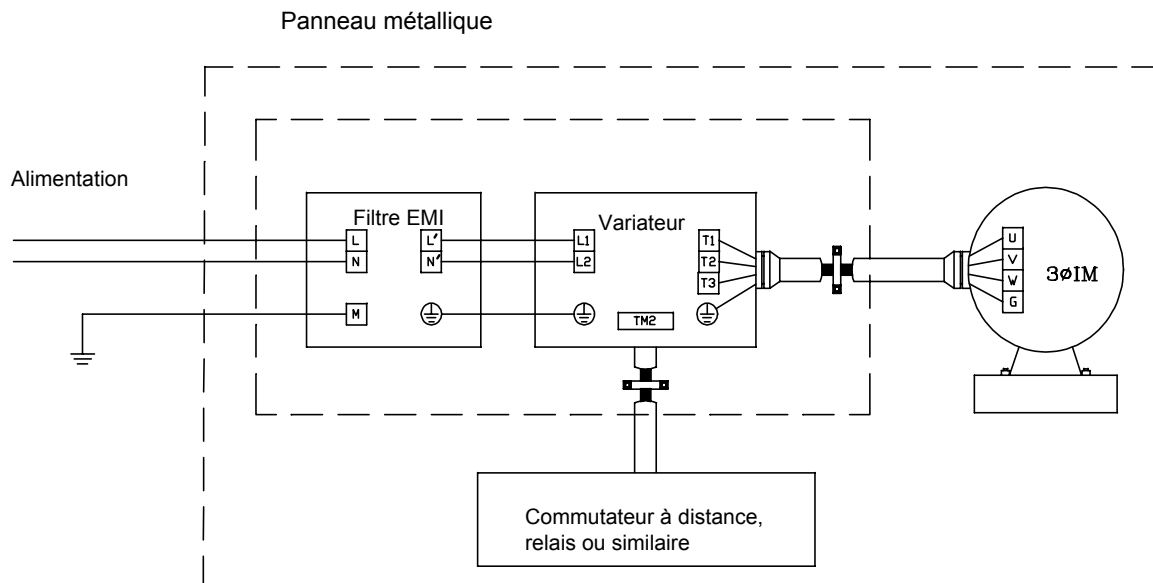 Panneau métallique
Alimentation
Filtre EMI
Variateur
L
L'
L1
T1
N
N'
L2
T2
T3
M
TM2
U
V
W
G
3øIM
Commutateur à distance,
relais ou similaire